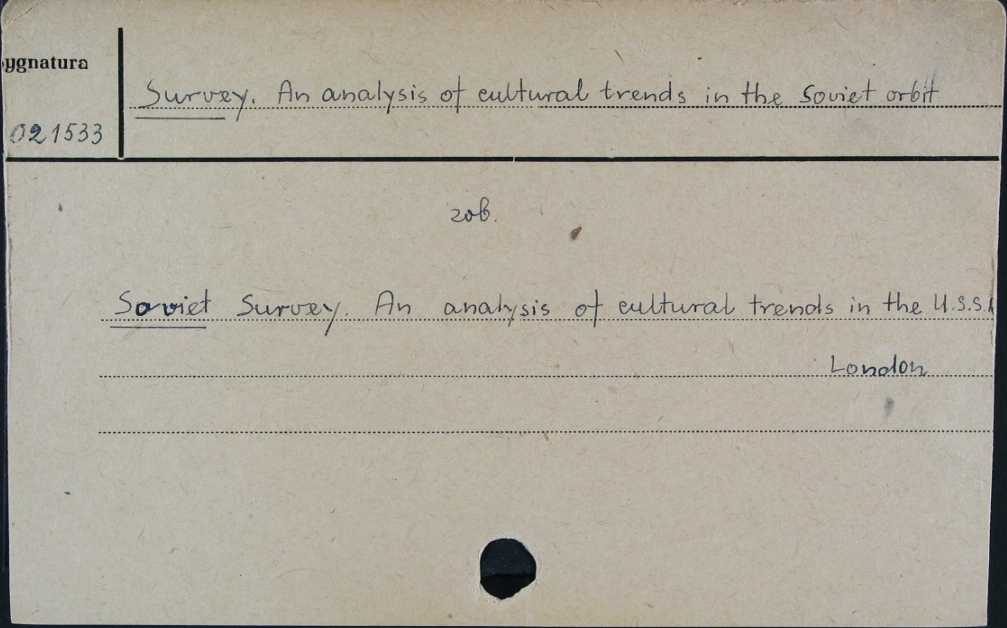 ygnatura
Survey. An analysis of cultural trends in the Soviet orbit
021533
zob.
Soviet Survey. An analysis of cultural trends in the U.S.S.R
London